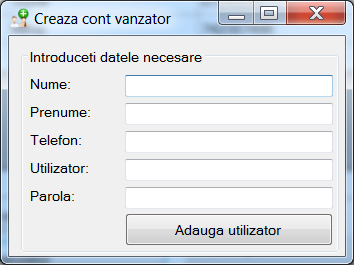 Creaza cont vanzator
Introduceti datele necesare
Nume:
Prenume:
Telefon:
Utilizator:
Parola:
Adauga utilizator